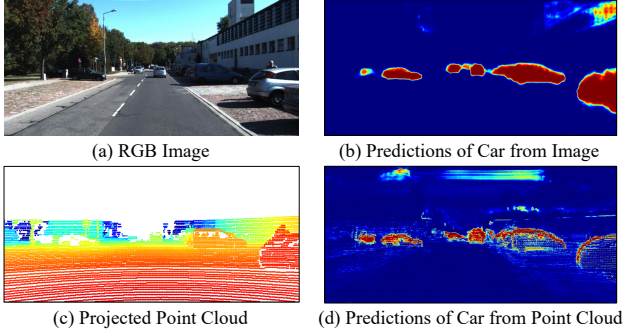 (a) RGB Image
(b) Predictions of Car from Image
(c) Projected Point Cloud
(d) Predictions of Car from Point Cloud